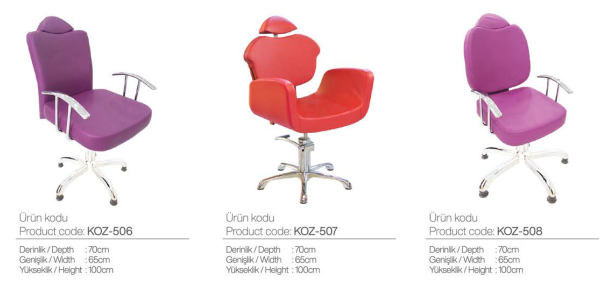 Ürün kodu
Product code: KOZ-506
Derinlik / Depth : 70cm
Genişlik / Width : 65cm
Yükseklik / Height : 100cm
Ürün kodu
Product code: KOZ-507
Derinlik / Depth : 70cm
Genişlik / Width : 65cm
Yükseklik / Height : 100cm
Ürün kodu
Product code: KOZ-508
Derinlik / Depth : 70cm
Genişlik / Width : 65cm
Yükseklik / Height : 100cm